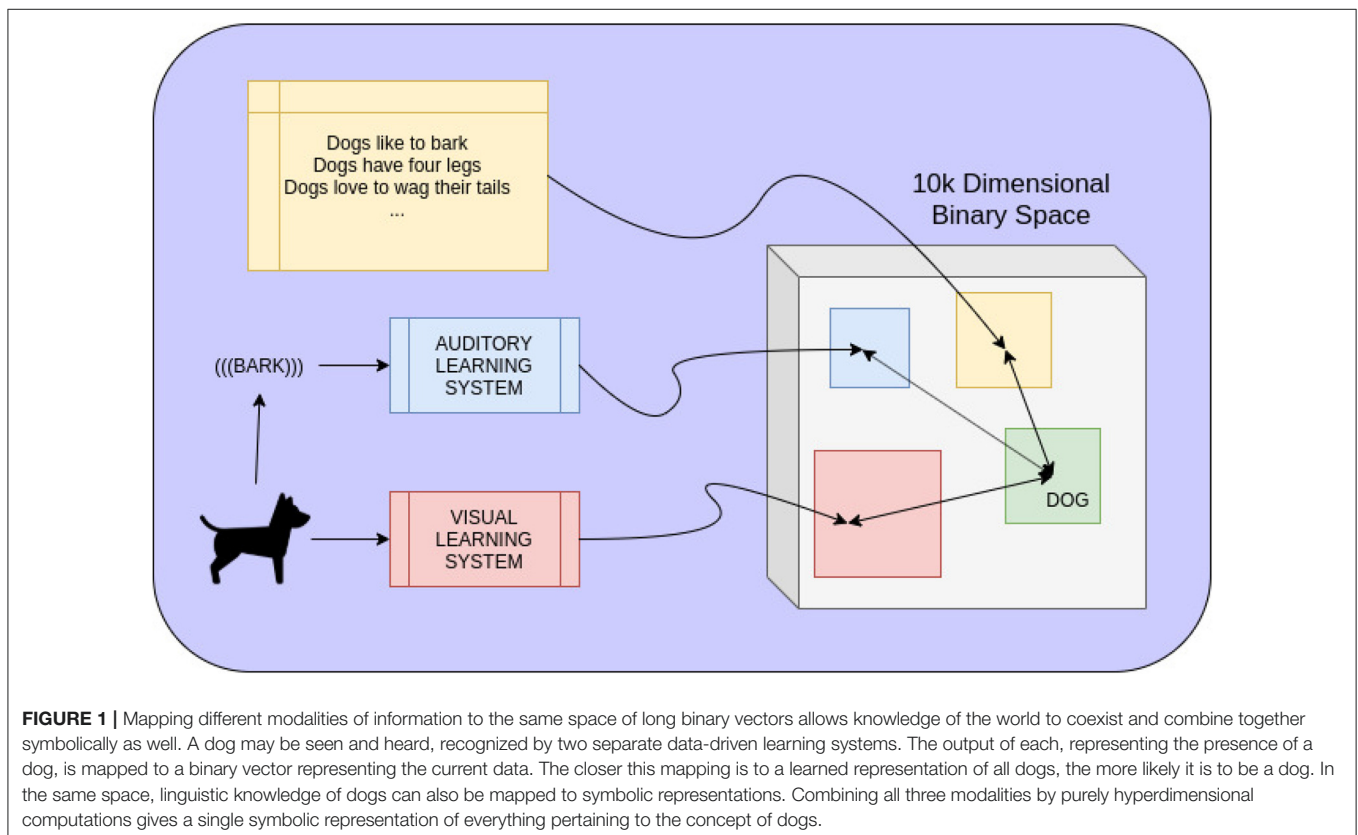 Dogs like to bark
Dogs have four legs
Dogs love to wag their tails
...
10k Dimensional
Binary Space
(((BARK)))
AUDITORY
LEARNING
SYSTEM
VISUAL
LEARNING
SYSTEM
DOG
FIGURE 1 | Mapping different modalities of information to the same space of long binary vectors allows knowledge of the world to coexist and combine together
symbolically as well. A dog may be seen and heard, recognized by two separate data-driven learning systems. The output of each, representing the presence of a
dog, is mapped to a binary vector representing the current data. The closer this mapping is to a learned representation of all dogs, the more likely it is to be a dog. In
the same space, linguistic knowledge of dogs can also be mapped to symbolic representations. Combining all three modalities by purely hyperdimensional
computations gives a single symbolic representation of everything pertaining to the concept of dogs.